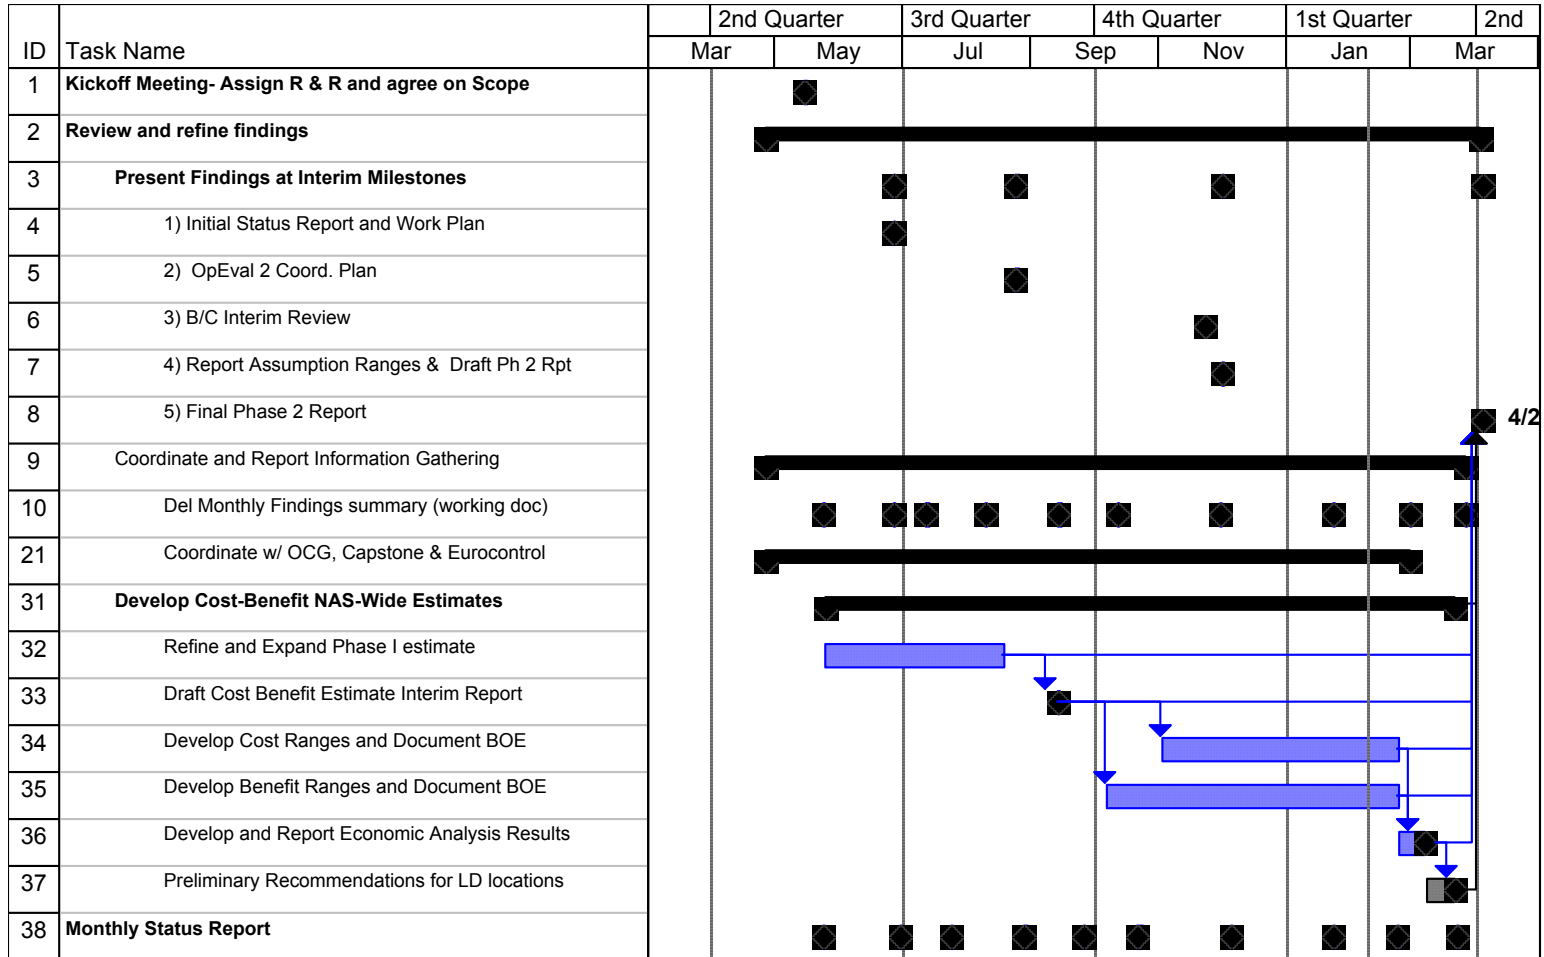 2nd Quarter 3rd Quarter 4th Quarter 1st Quarter 2nd
ID Task Name Mar May Jul Sep Nov Jan Mar
1 Kickoff Meeting- Assign R & R and agree on Scope
2 Review and refine findings
3 Present Findings at Interim Milestones
4 1) Initial Status Report and Work Plan
5 2) OpEval 2 Coord. Plan
6 3) B/C Interim Review
7 4) Report Assumption Ranges & Draft Ph 2 Rpt
8 5) Final Phase 2 Report 4/2
9 Coordinate and Report Information Gathering
10 Del Monthly Findings summary (working doc)
21 Coordinate w/ OCG, Capstone & Eurocontrol
31 Develop Cost-Benefit NAS-Wide Estimates
32 Refine and Expand Phase I estimate
33 Draft Cost Benefit Estimate Interim Report
34 Develop Cost Ranges and Document BOE
35 Develop Benefit Ranges and Document BOE
36 Develop and Report Economic Analysis Results
37 Preliminary Recommendations for LD locations
38 Monthly Status Report